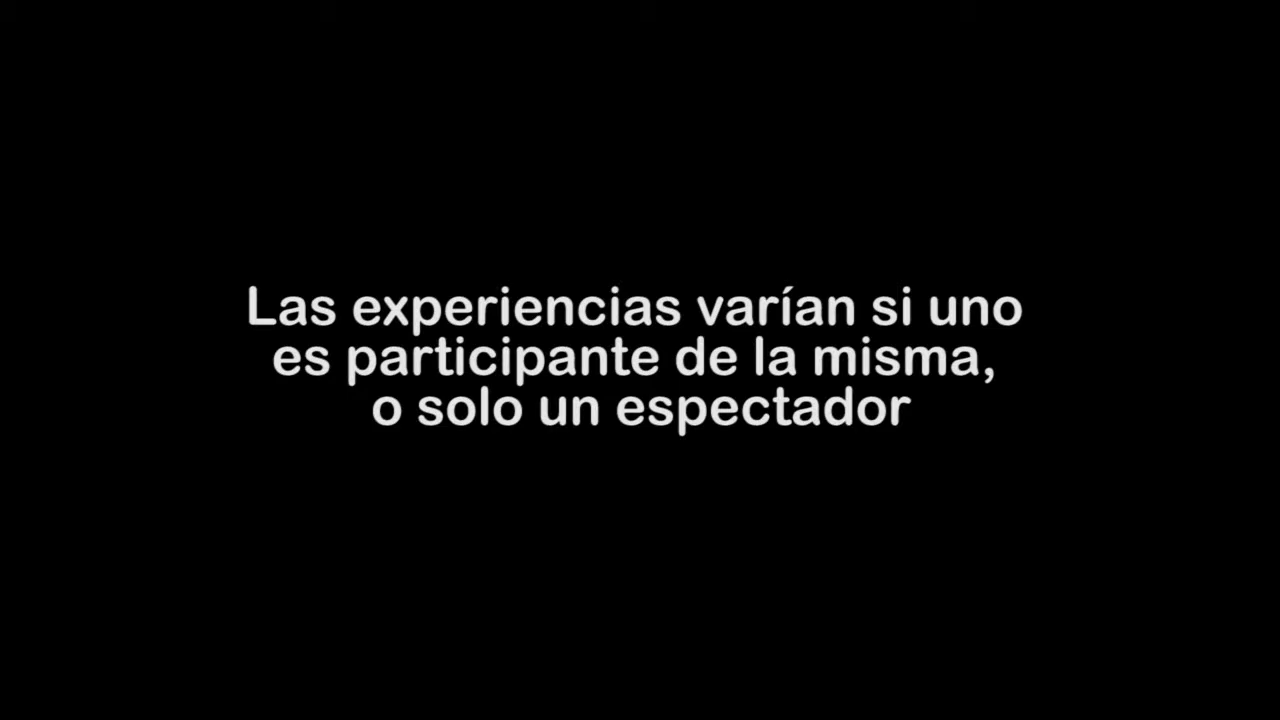 Las experiencias varían si uno
es participante de la misma,
o solo un espectador